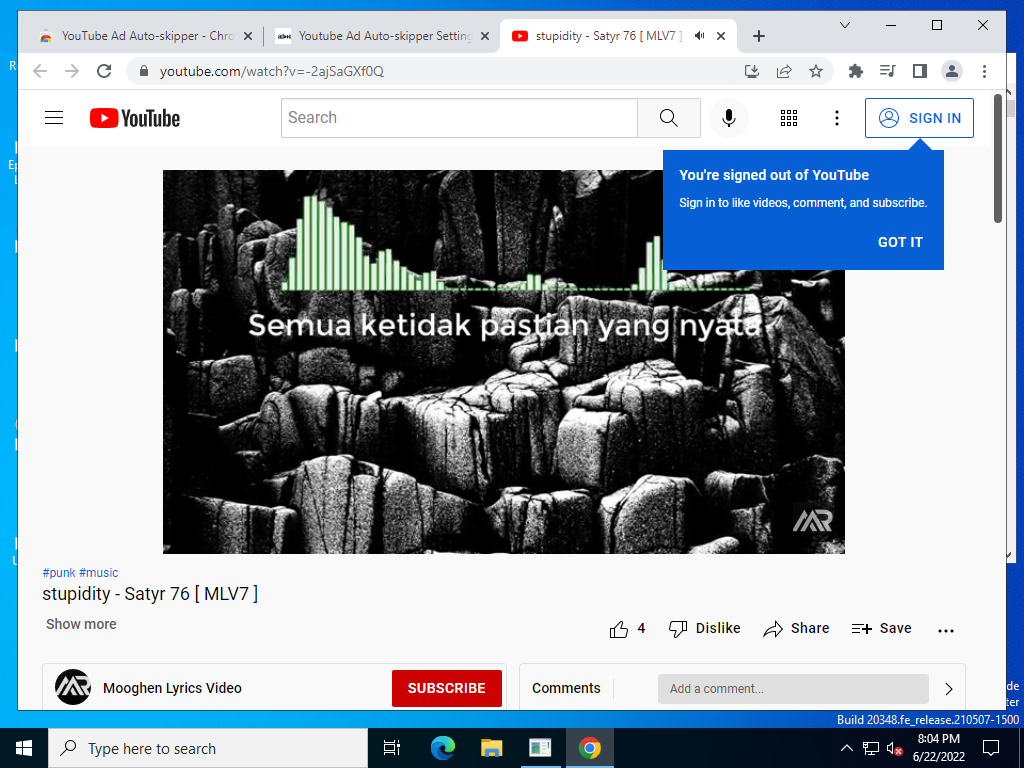 YouTube Ad Auto-skipper - Chro
Youtube Ad Auto-skipper Setting
stupidity - Satyr 76 [ MLV7 ]
youtube.com/watch?v=-2ajSaGXf0Q
YouTube
Search
SIGN IN
You're signed out of YouTube
Sign in to like videos, comment, and subscribe.
GOT IT
Semua ketidak pastian yang nyata
#punk #music
stupidity - Satyr 76 [ MLV7 ]
Show more
4
Dislike
Share
Save
Mooghen Lyrics Video
SUBSCRIBE
Comments
Add a comment...
Build 20348.fe_release.210507-1500
Type here to search
8:04 PM
6/22/2022